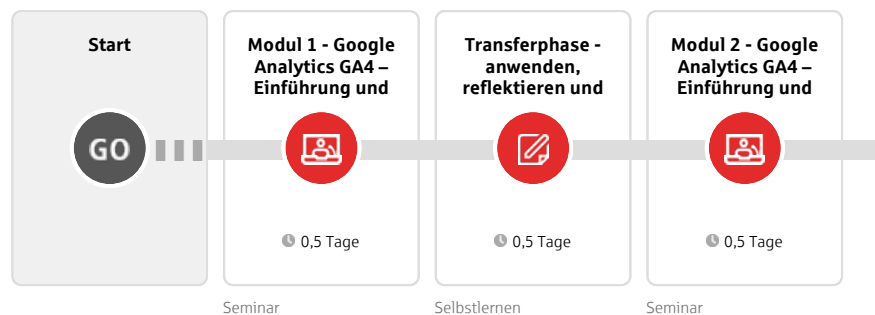 Start
GO
Modul 1 - Google
Analytics GA4 –
Einführung und
0,5 Tage
Seminar
Transferphase -
anwenden,
reflektieren und
0,5 Tage
Selbstlernen
Modul 2 - Google
Analytics GA4 –
Einführung und
0,5 Tage
Seminar